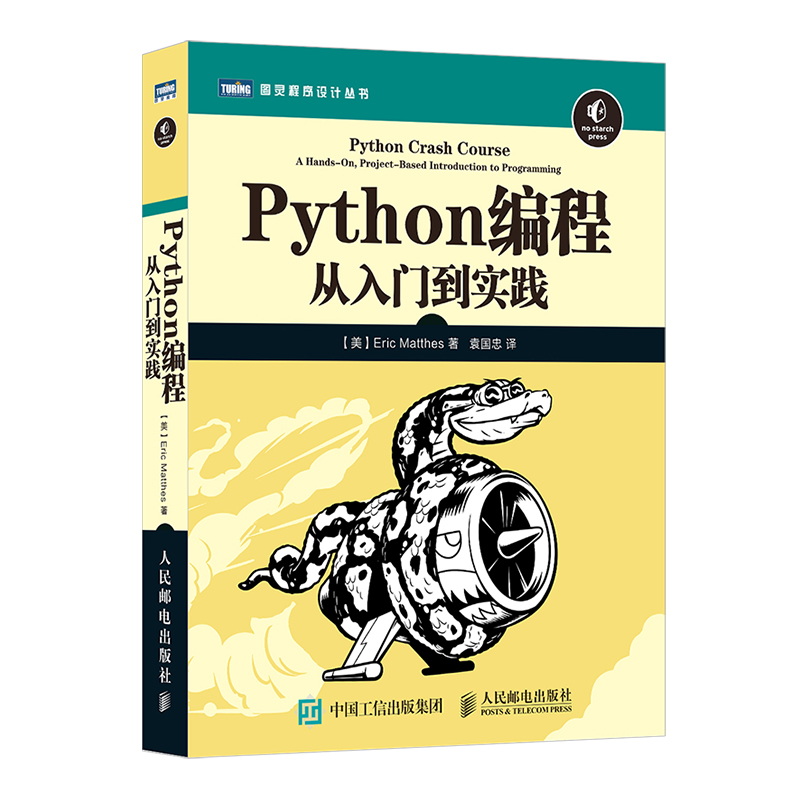 TURING
图灵程序设计丛书
no starch
press
Python Crash Course
A Hands-On, Project-Based Introduction to Programming
Python编程
从入门到实践
【美】Eric Matthes 著 袁国忠 译
中国工信出版集团
人民邮电出版社
POSTS & TELECOM PRESS
TURING
no starch
press
Python编程
从入门到实践
【美】Eric Matthes 著
人民邮电出版社